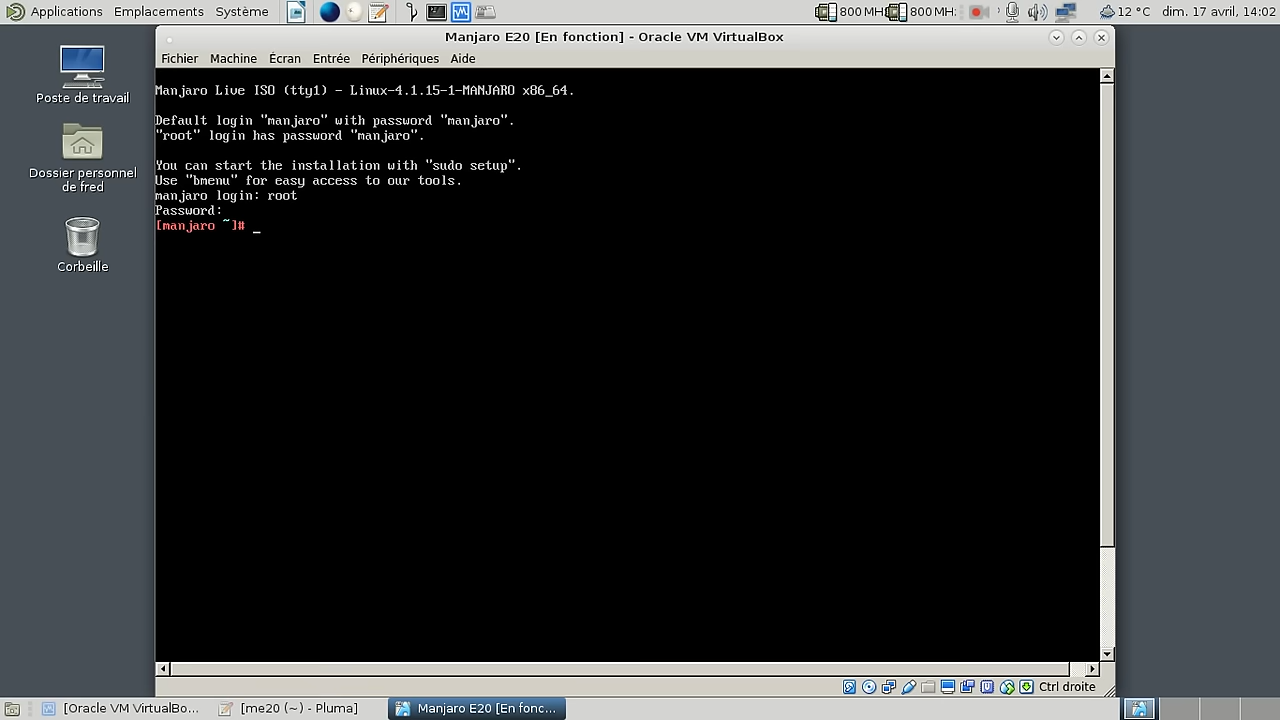 Applications Emplacements Système 800 MH 800 MH 12 °C dim. 17 avril, 14:02
Manjaro E20 [En fonction] - Oracle VM VirtualBox
Fichier Machine Écran Entrée Périphériques Aide
Poste de travail
Dossier personnel
de fred
Corbeille
Manjaro Live ISO (tty1) - Linux-4.1.15-1-MANJARO x86_64.
Default login "manjaro" with password "manjaro".
"root" login has password "manjaro".
You can start the installation with "sudo setup".
Use "bmenu" for easy access to our tools.
manjaro login: root
Password:
[manjaro ~]# _
Ctrl droite
[Oracle VM VirtualBo... [me20 (~) - Pluma] Manjaro E20 [En fonc...